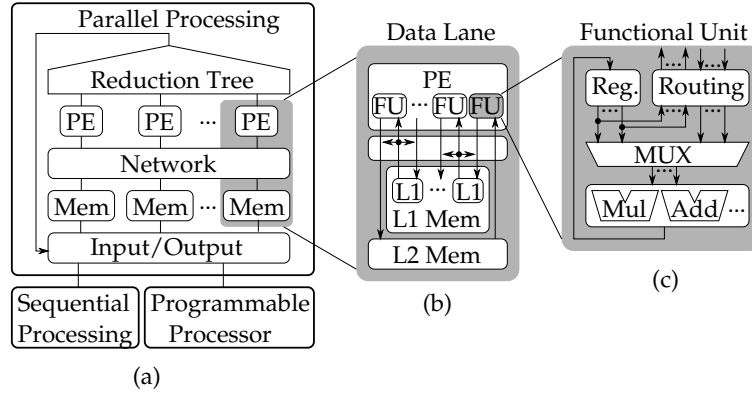 Parallel Processing
Reduction Tree
PE PE ... PE
Network
Mem Mem ... Mem
Input/Output
Sequential
Processing
Programmable
Processor
(a)
Data Lane
PE
FU ... FU FU
L1 ... L1
L1 Mem
L2 Mem
(b)
Functional Unit
... ...
Reg. Routing
... ... ...
MUX
...
Mul Add ...
(c)